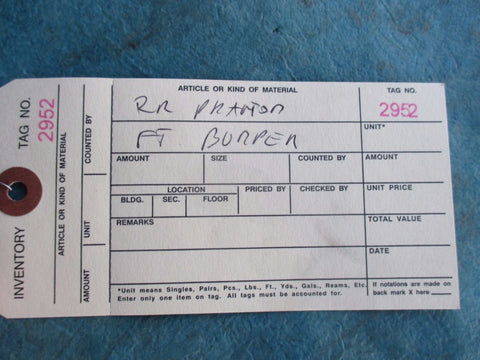 TAG NO.
2952
ARTICLE OR KIND OF MATERIAL
COUNTED BY
UNIT
AMOUNT
INVENTORY
ARTICLE OR KIND OF MATERIAL
TAG NO.
RR PHANTOM
2952
FT BUMPER
UNIT*
AMOUNT SIZE COUNTED BY AMOUNT
LOCATION PRICED BY CHECKED BY UNIT PRICE
BLDG. SEC. FLOOR
REMARKS TOTAL VALUE
DATE
*Unit means Singles, Pairs, Pcs., Lbs., Ft., Yds., Gals., Reams, Etc. If notations are made on
Enter only one item on tag. All tags must be accounted for. back mark X here